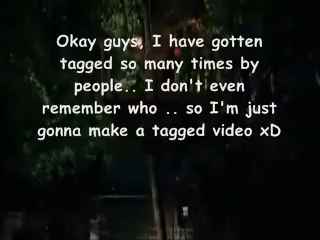 Okay guys, I have gotten
tagged so many times by
people.. I don't even
remember who .. so I'm just
gonna make a tagged video xD